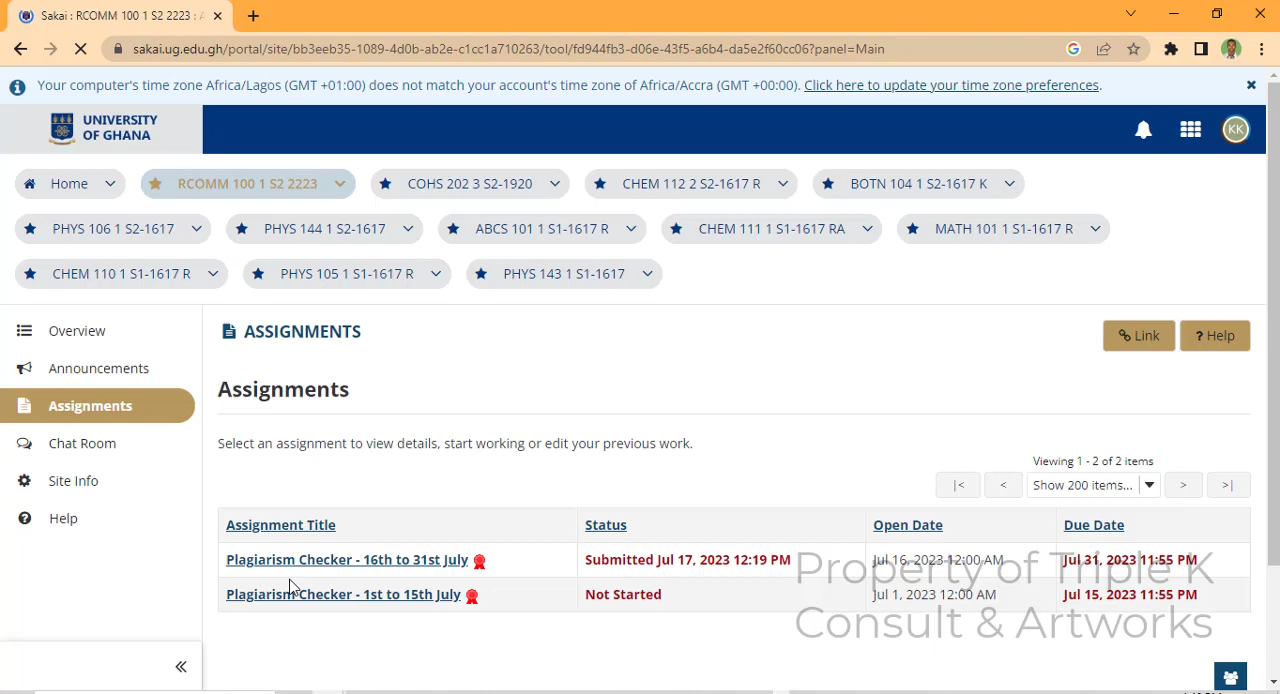 Sakai : RCOMM 100 1 S2 2223 :
sakai.ug.edu.gh/portal/site/bb3eeb35-1089-4d0b-ab2e-c1cc1a710263/tool/fd944fb3-d06e-43f5-a6b4-da5e2f60cc06?panel=Main
Your computer's time zone Africa/Lagos (GMT +01:00) does not match your account's time zone of Africa/Accra (GMT +00:00). Click here to update your time zone preferences.
UNIVERSITY
OF GHANA
KK
Home RCOMM 100 1 S2 2223 COHS 202 3 S2-1920 CHEM 112 2 S2-1617 R BOTN 104 1 S2-1617 K
PHYS 106 1 S2-1617 PHYS 144 1 S2-1617 ABCS 101 1 S1-1617 R CHEM 111 1 S1-1617 RA MATH 101 1 S1-1617 R
CHEM 110 1 S1-1617 R PHYS 105 1 S1-1617 R PHYS 143 1 S1-1617
Overview
Announcements
Assignments
Chat Room
Site Info
Help
ASSIGNMENTS
Link ? Help
Assignments
Select an assignment to view details, start working or edit your previous work.
Viewing 1 - 2 of 2 items
|< < Show 200 items... > >|
Assignment Title Status Open Date Due Date
Plagiarism Checker - 16th to 31st July Submitted Jul 17, 2023 12:19 PM Jul 16, 2023 12:00 AM Jul 31, 2023 11:55 PM
Plagiarism Checker - 1st to 15th July Not Started Jul 1, 2023 12:00 AM Jul 15, 2023 11:55 PM
Property of Triple K
Consult & Artworks